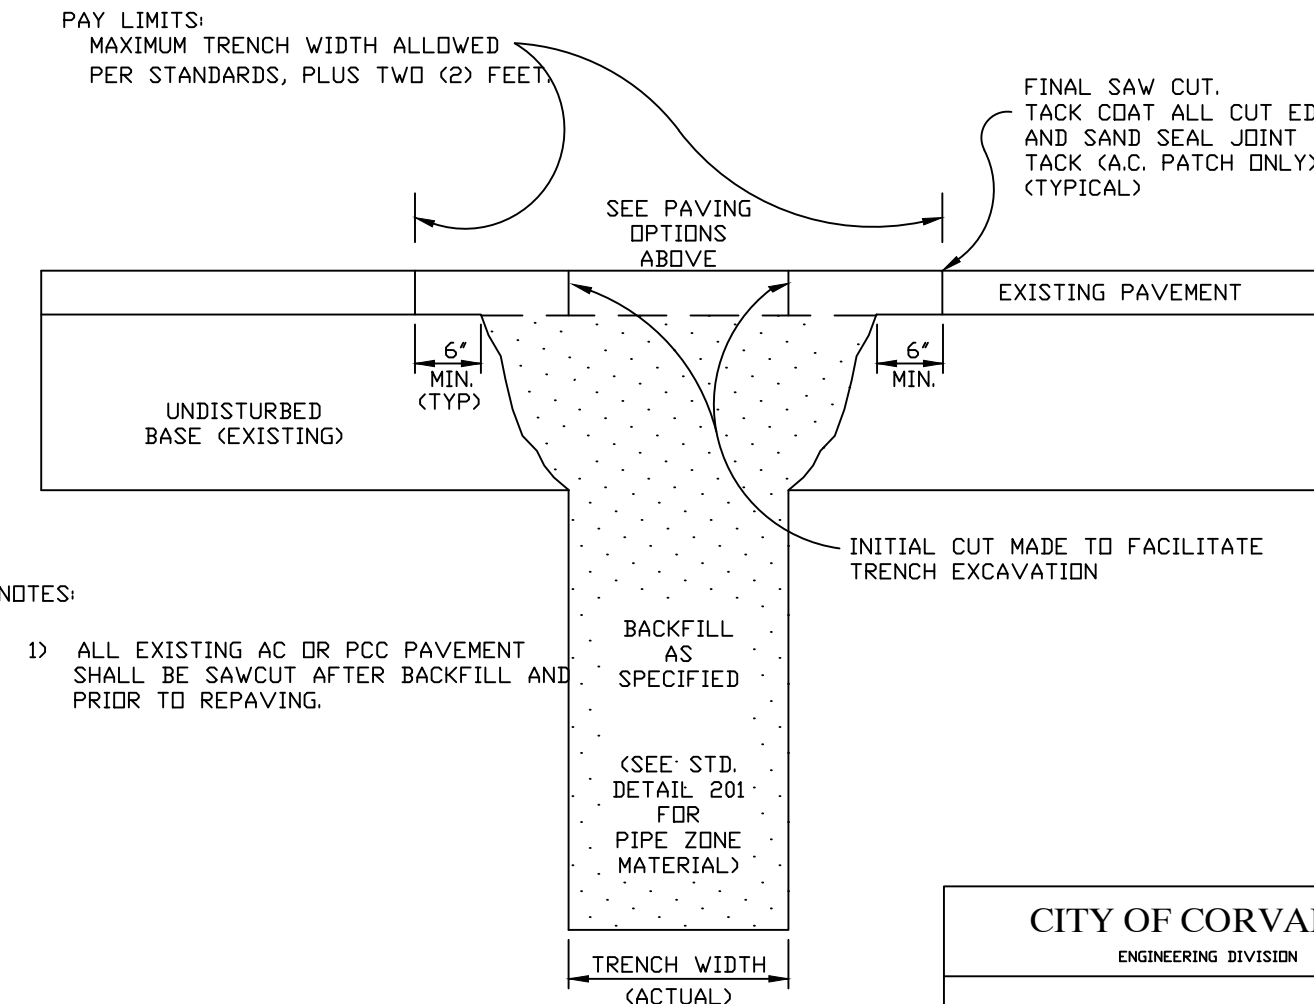 PAY LIMITS:
MAXIMUM TRENCH WIDTH ALLOWED
PER STANDARDS, PLUS TWO (2) FEET.
FINAL SAW CUT.
TACK COAT ALL CUT ED
AND SAND SEAL JOINT
TACK (A.C. PATCH ONLY)
(TYPICAL)
SEE PAVING
OPTIONS
ABOVE
EXISTING PAVEMENT
6"
MIN.
(TYP)
6"
MIN.
UNDISTURBED
BASE (EXISTING)
INITIAL CUT MADE TO FACILITATE
TRENCH EXCAVATION
NOTES:
1) ALL EXISTING AC OR PCC PAVEMENT
SHALL BE SAWCUT AFTER BACKFILL AND
PRIOR TO REPAVING.
BACKFILL
AS
SPECIFIED
(SEE STD.
DETAIL 201
FOR
PIPE ZONE
MATERIAL)
TRENCH WIDTH
(ACTUAL)
CITY OF CORVAL
ENGINEERING DIVISION